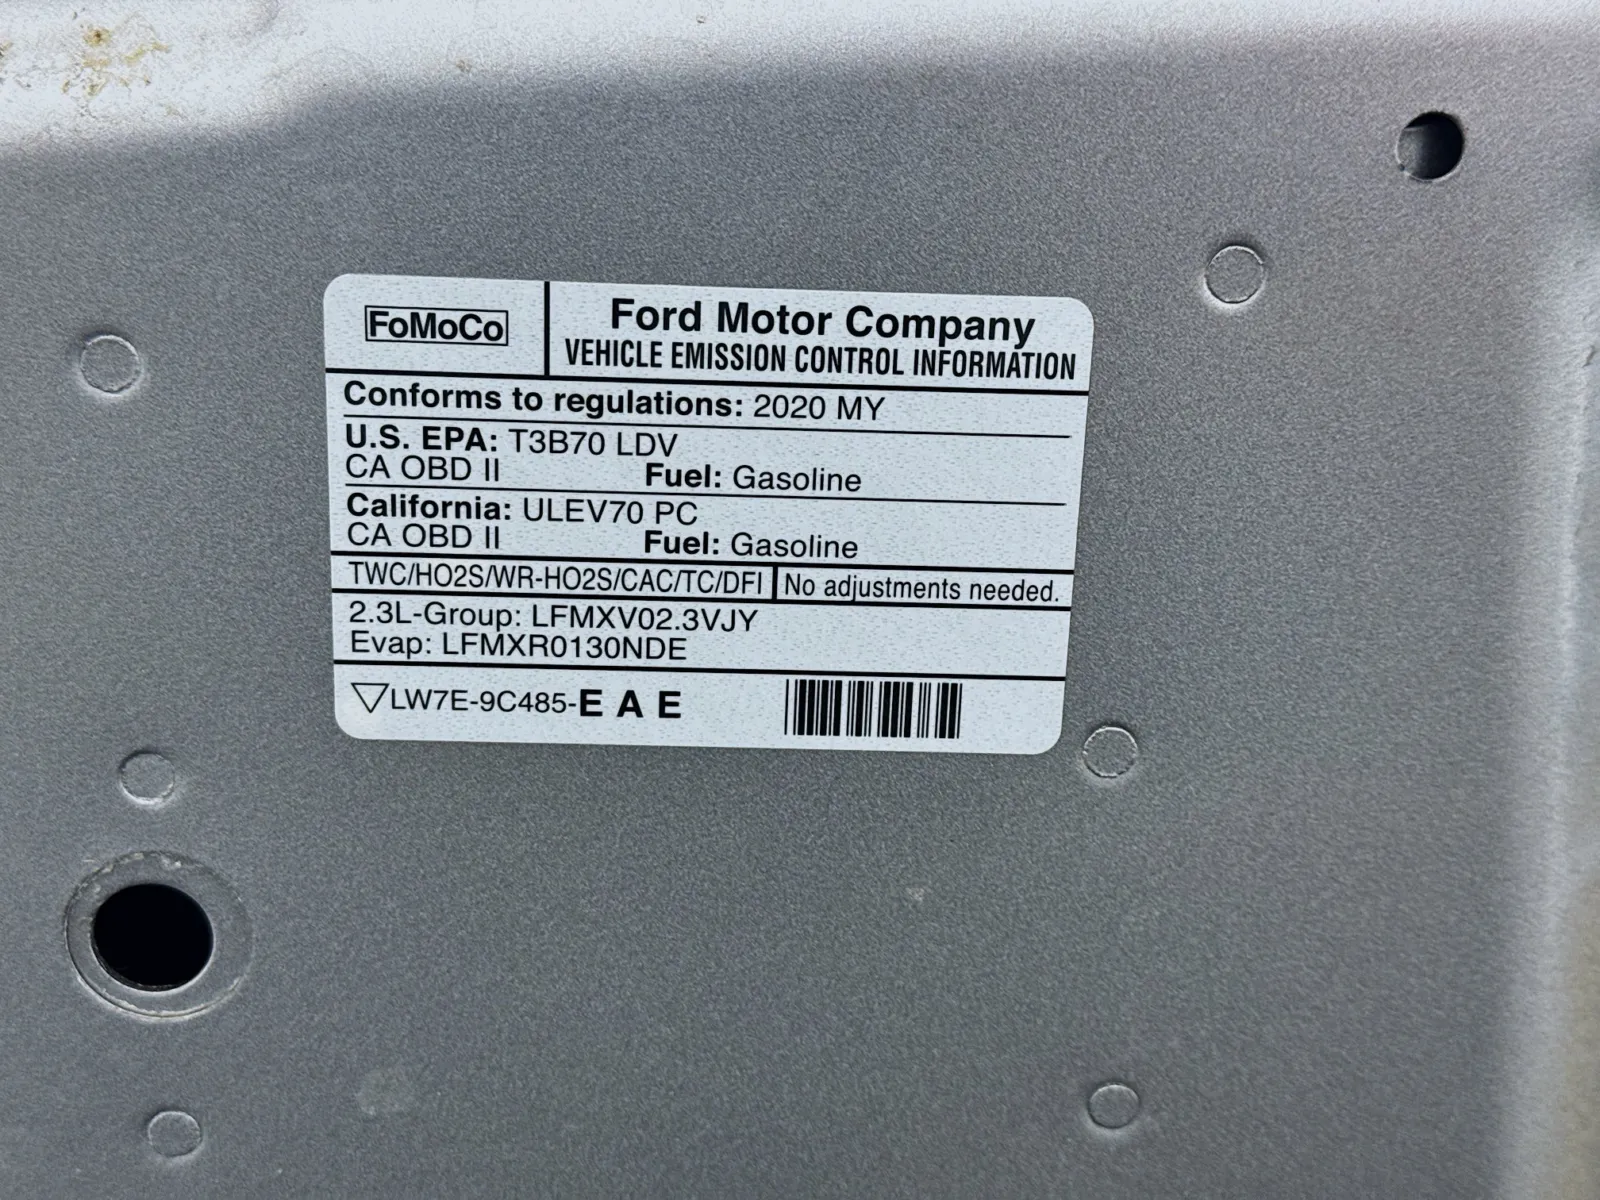 FoMoCo
Ford Motor Company
VEHICLE EMISSION CONTROL INFORMATION
Conforms to regulations: 2020 MY
U.S. EPA: T3B70 LDV
CA OBD II Fuel: Gasoline
California: ULEV70 PC
CA OBD II Fuel: Gasoline
TWC/HO2S/WR-HO2S/CAC/TC/DFI No adjustments needed.
2.3L-Group: LFMXV02.3VJY
Evap: LFMXR0130NDE
LW7E-9C485-E A E